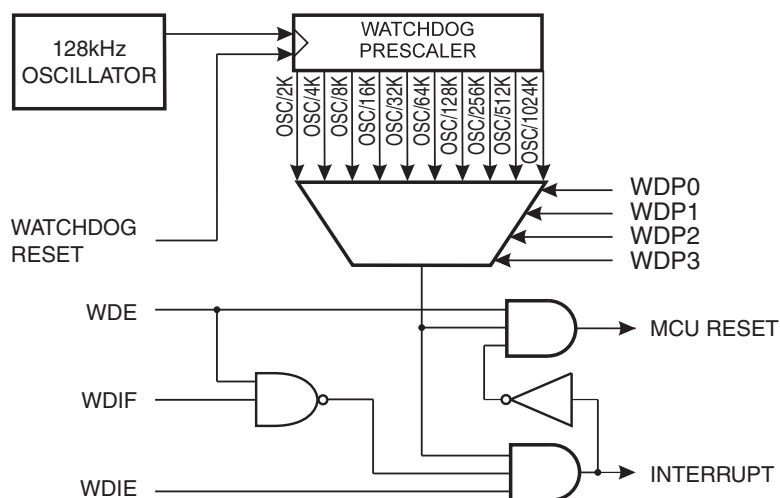 128kHz
OSCILLATOR
WATCHDOG
PRESCALER
OSC/2K
OSC/4K
OSC/8K
OSC/16K
OSC/32K
OSC/64K
OSC/128K
OSC/256K
OSC/512K
OSC/1024K
WDP0
WDP1
WDP2
WDP3
WATCHDOG
RESET
WDE
MCU RESET
WDIF
WDIE
INTERRUPT